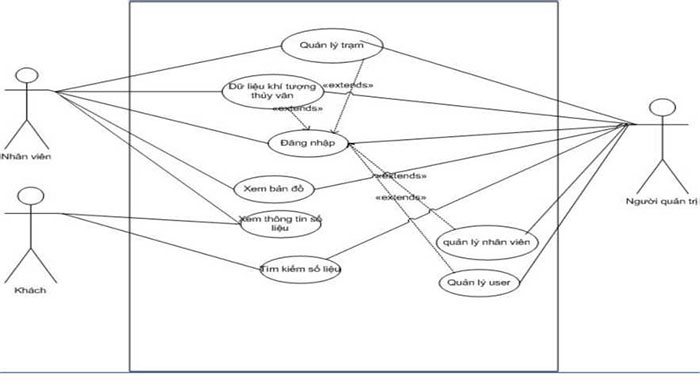 Quản lý trạm
Dữ liệu khí tượng
thủy văn
«extends»
«extends»
Đăng nhập
Nhân viên
Xem bản đồ
«extends»
«extends»
Người quản trị
Xem thông tin số
liệu
quản lý nhân viên
Tìm kiếm số liệu
Quản lý user
Khách